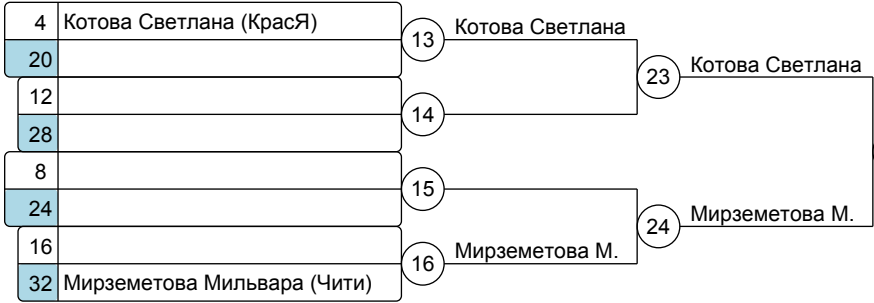 4 Котова Светлана (КрасЯ)
20
12
28
8
24
16
32 Мирземетова Мильвара (Чити)
13 Котова Светлана
14
15
16 Мирземетова М.
23 Котова Светлана
24 Мирземетова М.